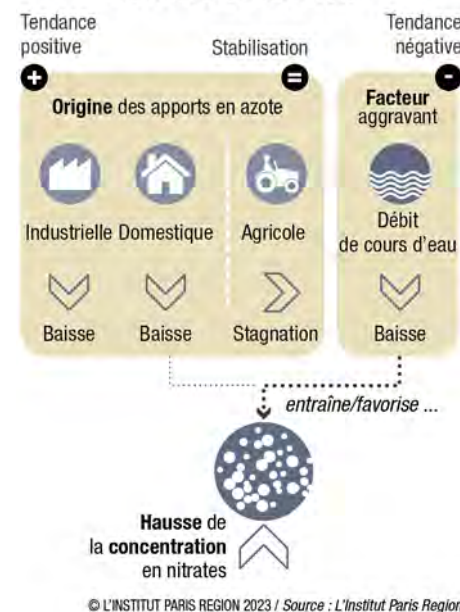 Tendance
positive
Stabilisation
Tendance
négative
+
=
-
Origine des apports en azote
Facteur
aggravant
Industrielle Domestique Agricole
Débit
de cours d'eau
Baisse Baisse Stagnation Baisse
entraîne/favorise ...
Hausse de
la concentration
en nitrates
© L'INSTITUT PARIS REGION 2023 / Source : L'Institut Paris Region